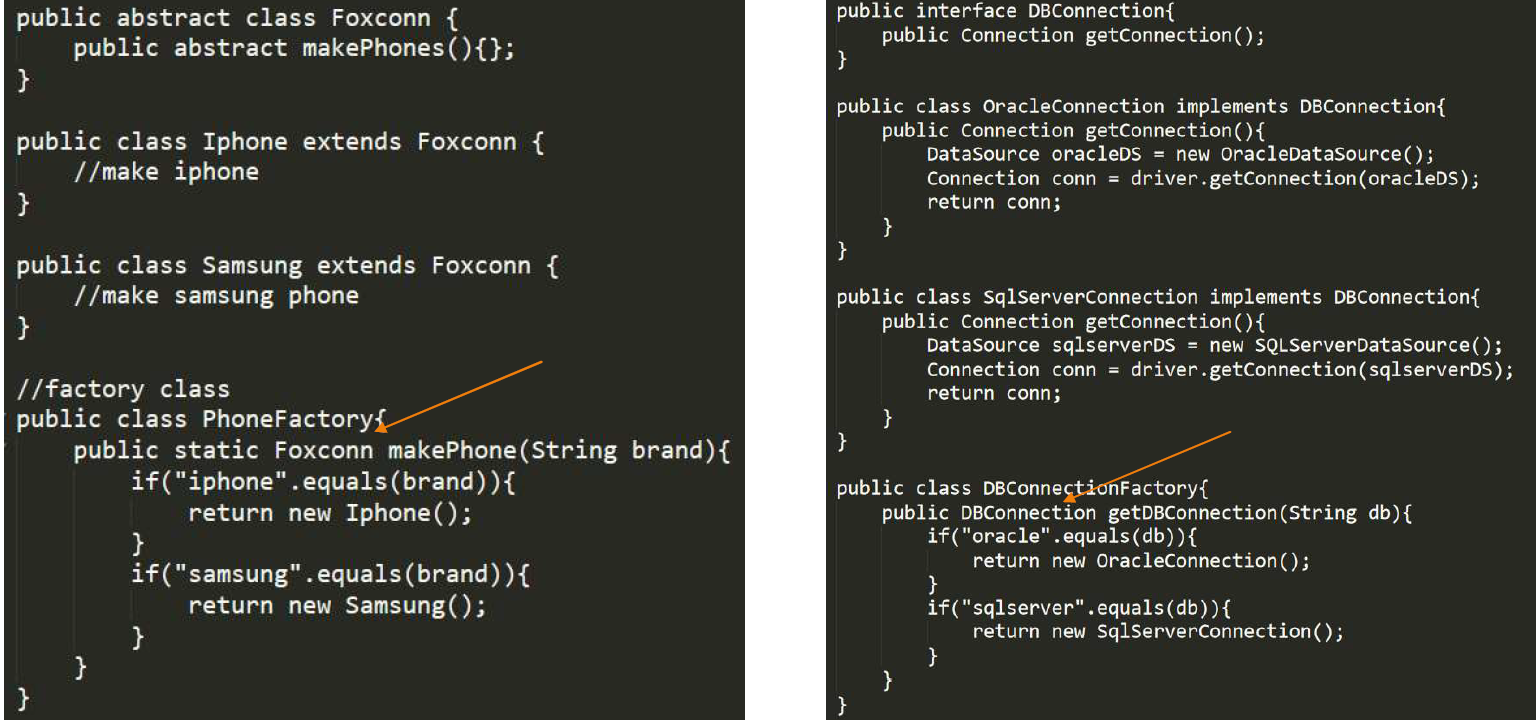 public abstract class Foxconn {
    public abstract makePhones(){};
}

public class Iphone extends Foxconn {
    //make iphone
}

public class Samsung extends Foxconn {
    //make samsung phone
}

//factory class
public class PhoneFactory{
    public static Foxconn makePhone(String brand){
        if("iphone".equals(brand)){
            return new Iphone();
        }
        if("samsung".equals(brand)){
            return new Samsung();
        }
    }
}

public interface DBConnection{
    public Connection getConnection();
}

public class OracleConnection implements DBConnection{
    public Connection getConnection(){
        DataSource oracleDS = new OracleDataSource();
        Connection conn = driver.getConnection(oracleDS);
        return conn;
    }
}

public class SqlServerConnection implements DBConnection{
    public Connection getConnection(){
        DataSource sqlserverDS = new SQLServerDataSource();
        Connection conn = driver.getConnection(sqlserverDS);
        return conn;
    }
}

public class DBConnectionFactory{
    public DBConnection getDBConnection(String db){
        if("oracle".equals(db)){
            return new OracleConnection();
        }
        if("sqlserver".equals(db)){
            return new SqlServerConnection();
        }
    }
}